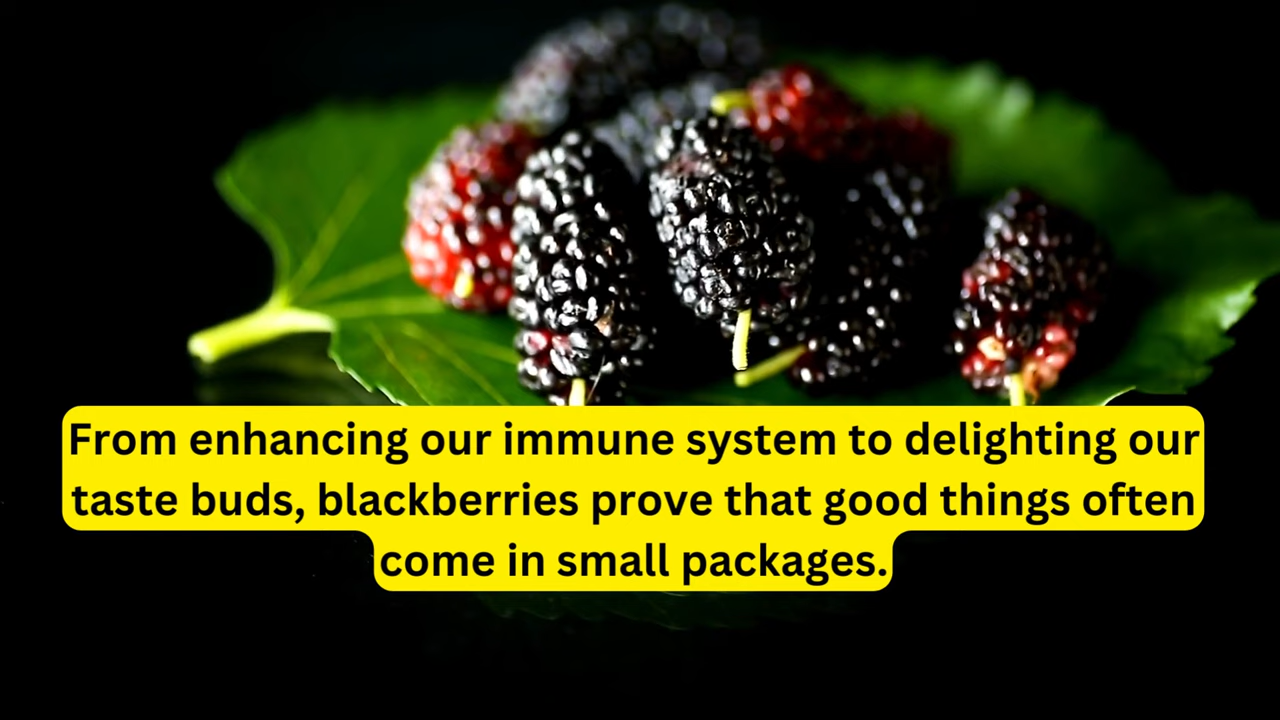 From enhancing our immune system to delighting our
taste buds, blackberries prove that good things often
come in small packages.